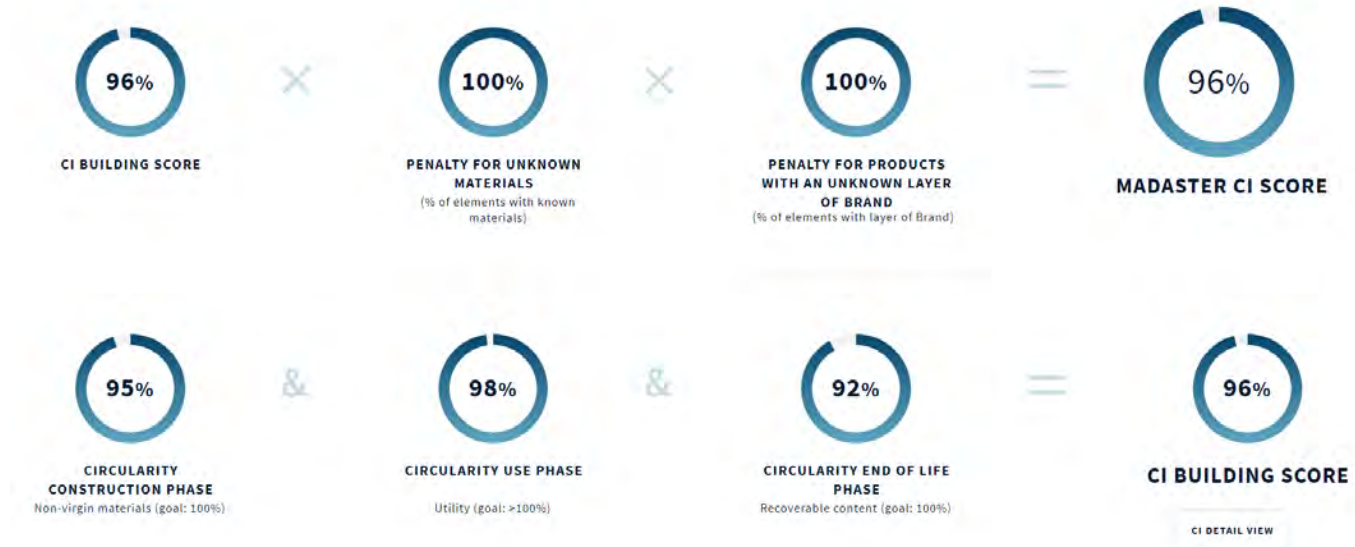 96%
×
100%
×
100%
=
96%
CI BUILDING SCORE
PENALTY FOR UNKNOWN
MATERIALS
(% of elements with known
materials)
PENALTY FOR PRODUCTS
WITH AN UNKNOWN LAYER
OF BRAND
(% of elements with layer of Brand)
MADASTER CI SCORE
95%
&
98%
&
92%
=
96%
CIRCULARITY
CONSTRUCTION PHASE
Non-virgin materials (goal: 100%)
CIRCULARITY USE PHASE
Utility (goal: >100%)
CIRCULARITY END OF LIFE
PHASE
Recoverable content (goal: 100%)
CI BUILDING SCORE
CI DETAIL VIEW